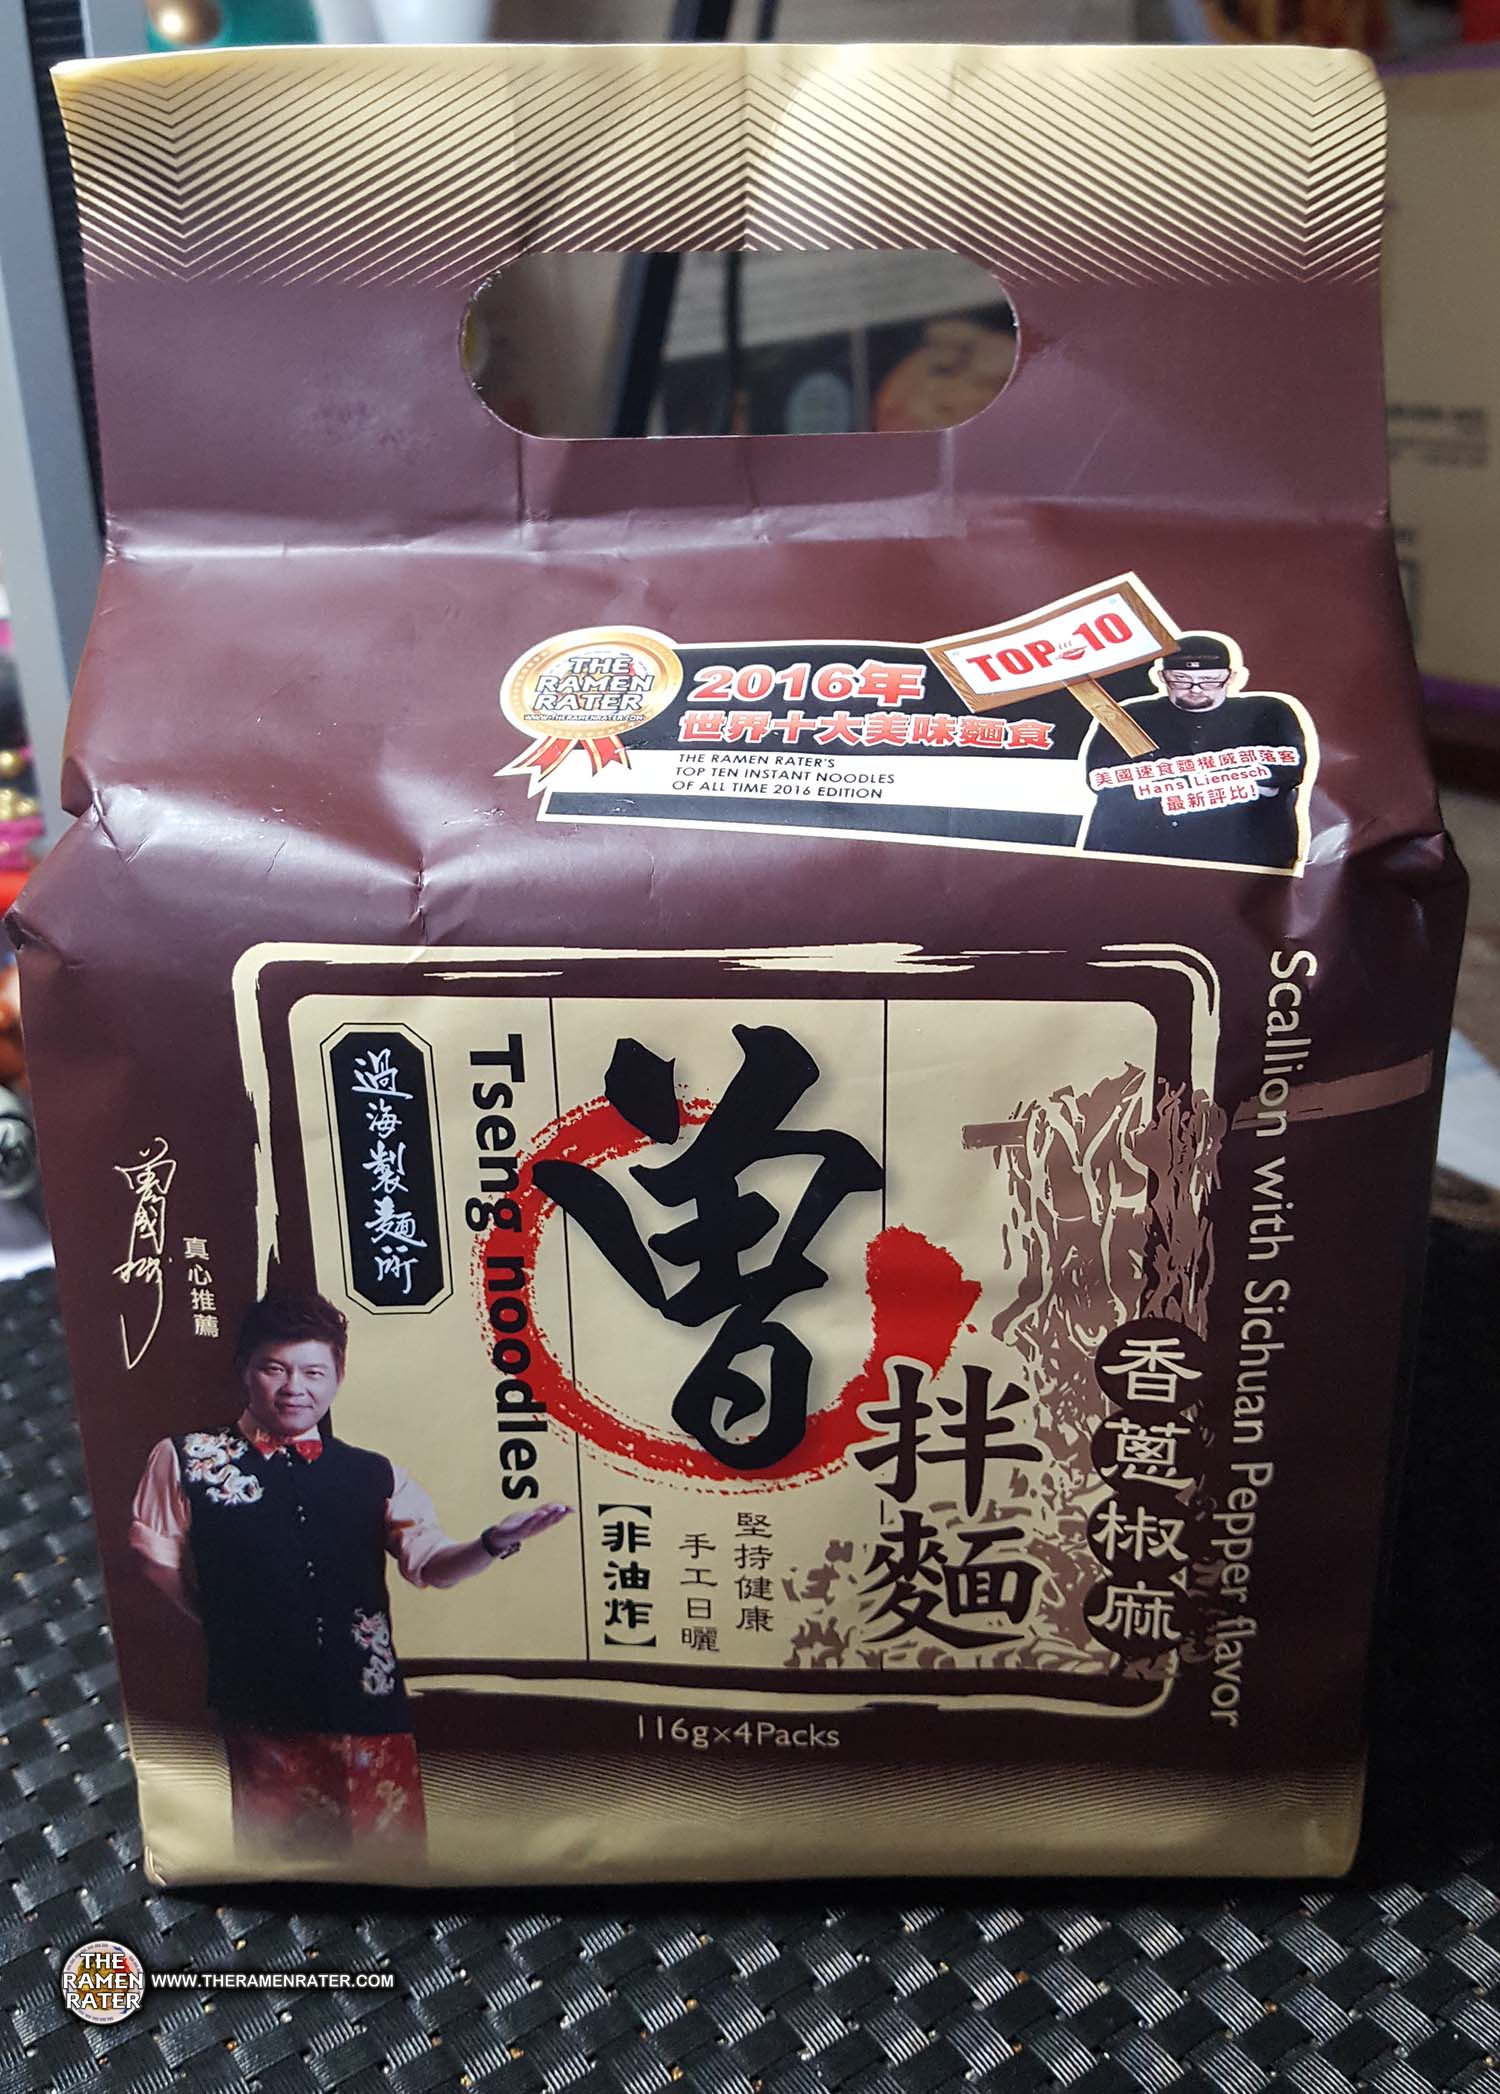 THE
RAMEN
RATER
WWW.THERAMENRATER.COM
2016年
世界十大美味麵食
TOP 10
THE RAMEN RATER'S
TOP TEN INSTANT NOODLES
OF ALL TIME 2016 EDITION
美國速食麵權威部落客
Hans Lienesch
最新評比!
Scallion with Sichuan Pepper flavor
香蔥椒麻
曾
拌麵
堅持健康
手工日曬
【非油炸】
Tseng noodles
過海製麵所
真心推薦
曾國城
116g×4Packs
THE
RAMEN
RATER
WWW.THERAMENRATER.COM